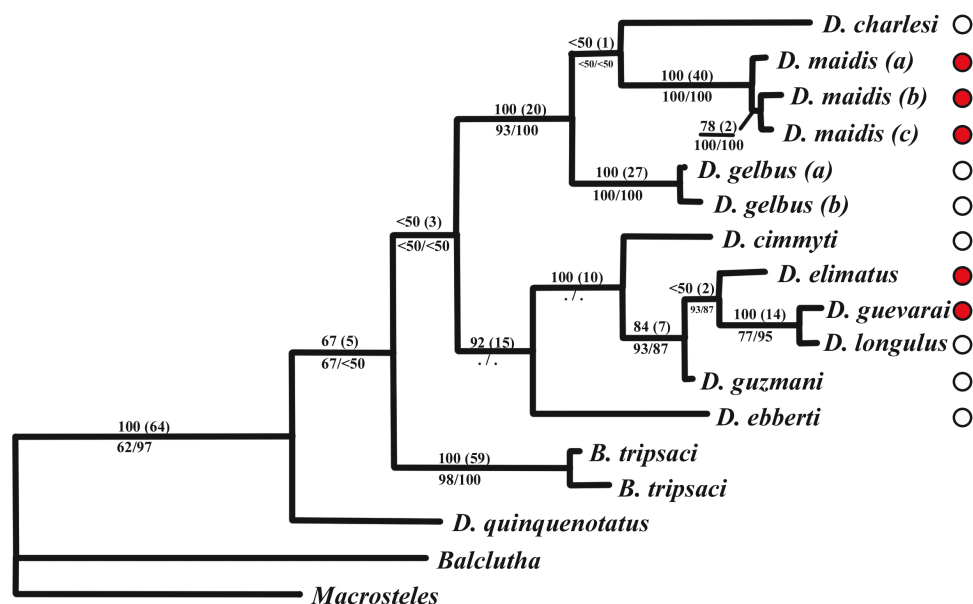 D. charlesi
<50 (1)
<50/<50
D. maidis (a)
100 (40)
100/100
D. maidis (b)
100 (20)
93/100
78 (2)
100/100
D. maidis (c)
D. gelbus (a)
100 (27)
100/100
D. gelbus (b)
<50 (3)
<50/<50
D. cimmyti
100 (10)
. / .
D. elimatus
<50 (2)
93/87
D. guevarai
100 (14)
77/95
84 (7)
93/87
D. longulus
67 (5)
67/<50
92 (15)
. / .
D. guzmani
D. ebberti
100 (64)
62/97
B. tripsaci
100 (59)
98/100
B. tripsaci
D. quinquenotatus
Balclutha
Macrosteles